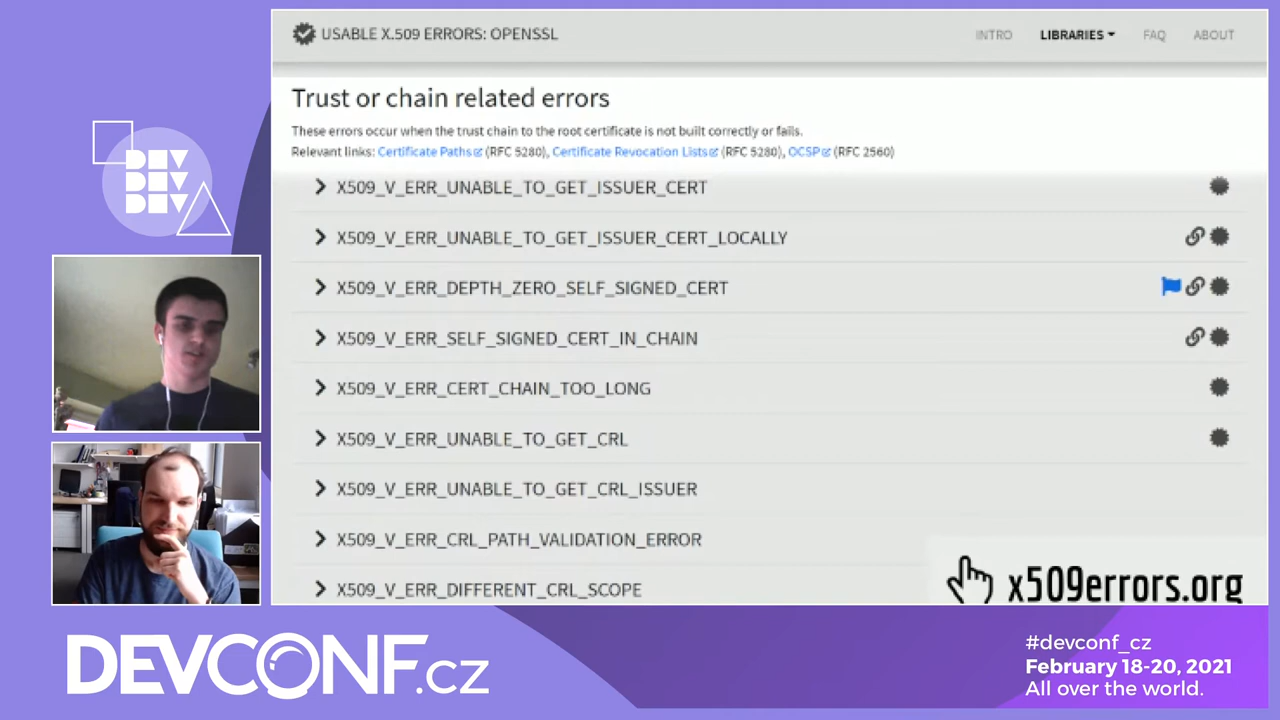 USABLE X.509 ERRORS: OPENSSL
INTRO
LIBRARIES
FAQ
ABOUT
Trust or chain related errors
These errors occur when the trust chain to the root certificate is not built correctly or fails.
Relevant links: Certificate Paths (RFC 5280), Certificate Revocation Lists (RFC 5280), OCSP (RFC 2560)
X509_V_ERR_UNABLE_TO_GET_ISSUER_CERT
X509_V_ERR_UNABLE_TO_GET_ISSUER_CERT_LOCALLY
X509_V_ERR_DEPTH_ZERO_SELF_SIGNED_CERT
X509_V_ERR_SELF_SIGNED_CERT_IN_CHAIN
X509_V_ERR_CERT_CHAIN_TOO_LONG
X509_V_ERR_UNABLE_TO_GET_CRL
X509_V_ERR_UNABLE_TO_GET_CRL_ISSUER
X509_V_ERR_CRL_PATH_VALIDATION_ERROR
X509_V_ERR_DIFFERENT_CRL_SCOPE
x509errors.org
DEV
DEV
DEV
DEVCONF.cz
#devconf_cz
February 18-20, 2021
All over the world.